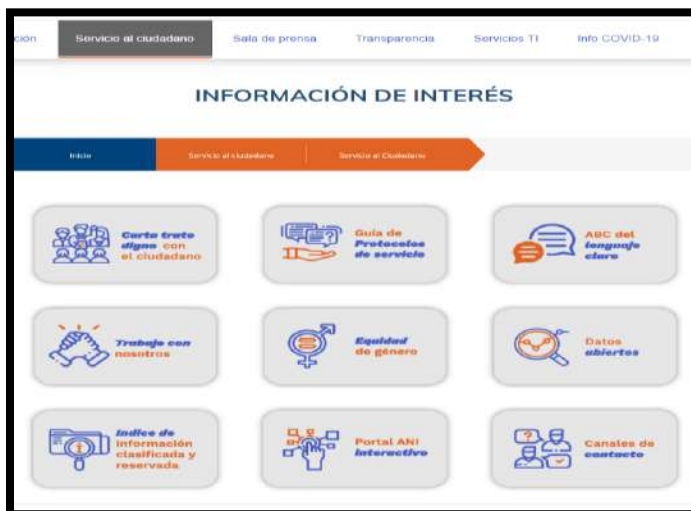 ción Servicio al ciudadano Sala de prensa Transparencia Servicios TI Info COVID-19
INFORMACIÓN DE INTERÉS
Inicio Servicio al ciudadano Servicio al Ciudadano
Carta trato
digno con
el ciudadano
Guía de
Protocolos
de servicio
ABC del
lenguaje
claro
Trabaje con
nosotros
Equidad
de género
Datos
abiertos
Indice de
información
clasificada y
reservada
Portal ANI
Interactivo
Canales de
contacto